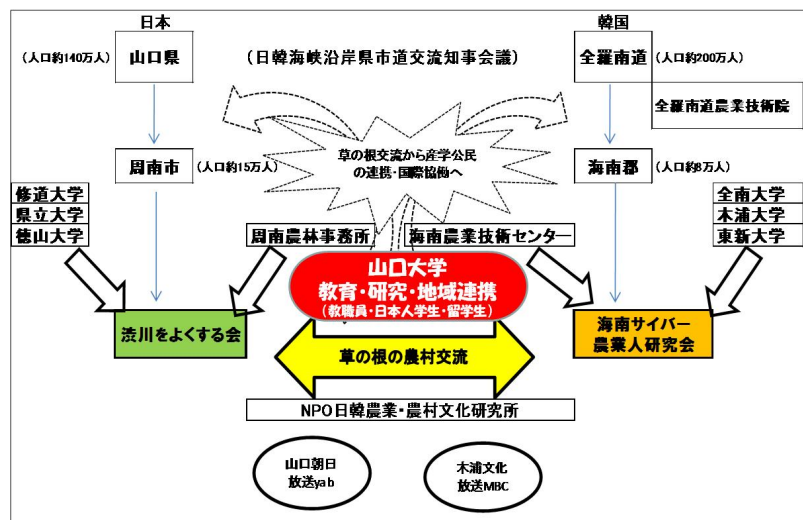 日本
韓国
(人口約140万人)
山口県
(日韓海峡沿岸県市道交流知事会議)
全羅南道
(人口約200万人)
全羅南道農業技術院
草の根交流から産学公民
の連携・国際協働へ
周南市
(人口約15万人)
海南郡
(人口約8万人)
修道大学
県立大学
徳山大学
全南大学
木浦大学
東新大学
周南農林事務所
海南農業技術センター
山口大学
教育・研究・地域連携
(教職員・日本人学生・留学生)
渋川をよくする会
海南サイバー
農業人研究会
草の根の農村交流
NPO日韓農業・農村文化研究所
山口朝日
放送yab
木浦文化
放送MBC